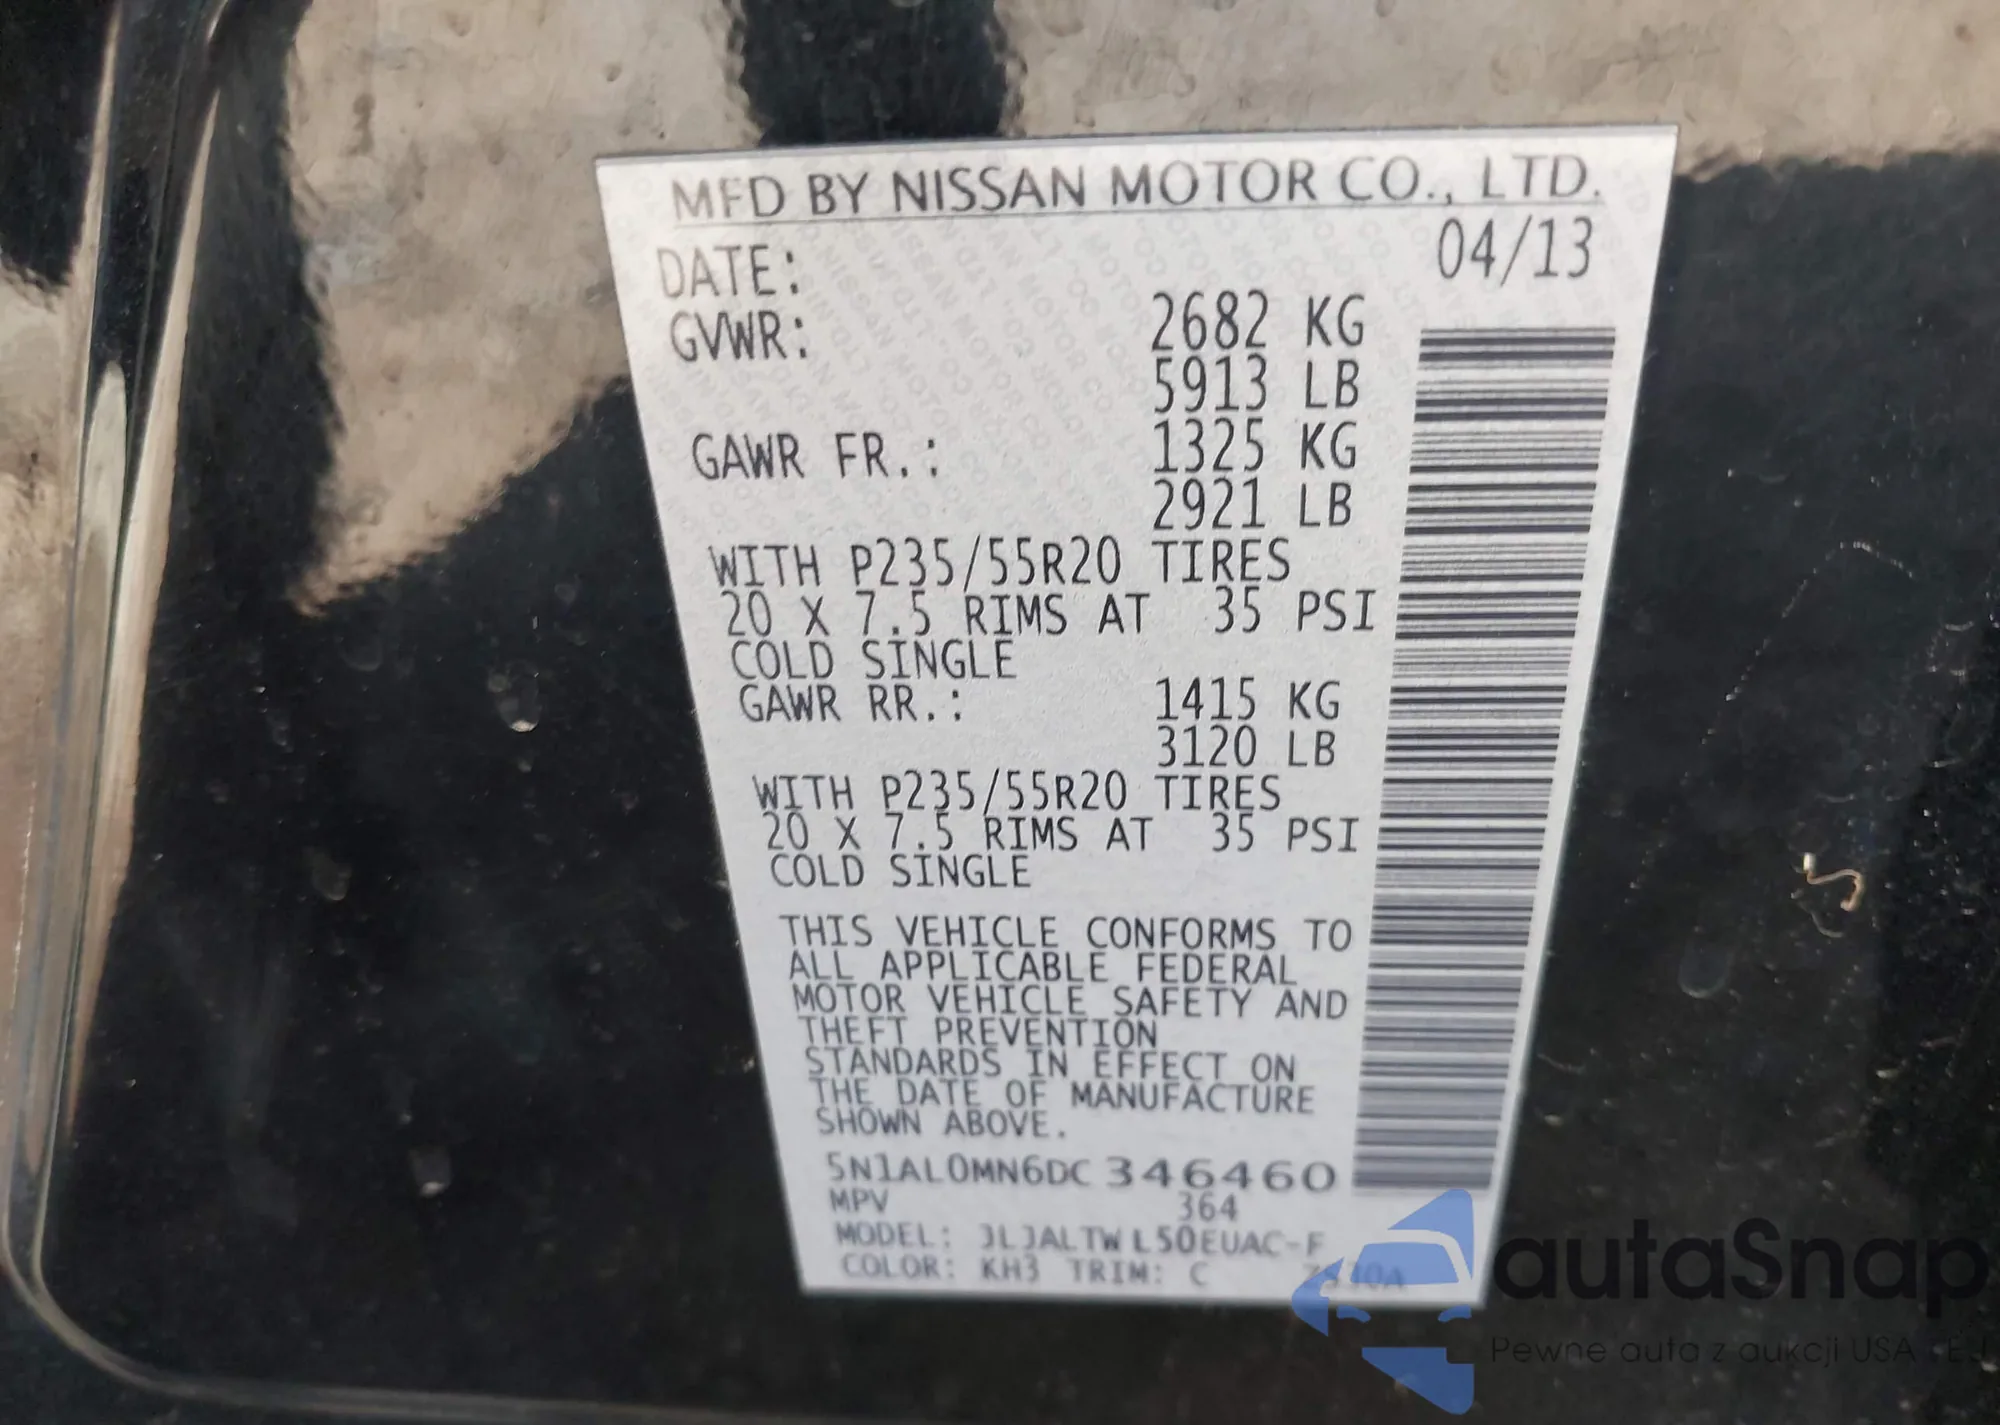 MFD BY NISSAN MOTOR CO., LTD.
DATE: 04/13
GVWR: 2682 KG
5913 LB
GAWR FR.: 1325 KG
2921 LB
WITH P235/55R20 TIRES
20 X 7.5 RIMS AT 35 PSI
COLD SINGLE
GAWR RR.: 1415 KG
3120 LB
WITH P235/55R20 TIRES
20 X 7.5 RIMS AT 35 PSI
COLD SINGLE
THIS VEHICLE CONFORMS TO
ALL APPLICABLE FEDERAL
MOTOR VEHICLE SAFETY AND
THEFT PREVENTION
STANDARDS IN EFFECT ON
THE DATE OF MANUFACTURE
SHOWN ABOVE.
5N1AL0MN6DC346460
MPV 364
MODEL:
COLOR: KH3 TRIM: C
autoSnap
Pewne auta z aukcji USA i EU